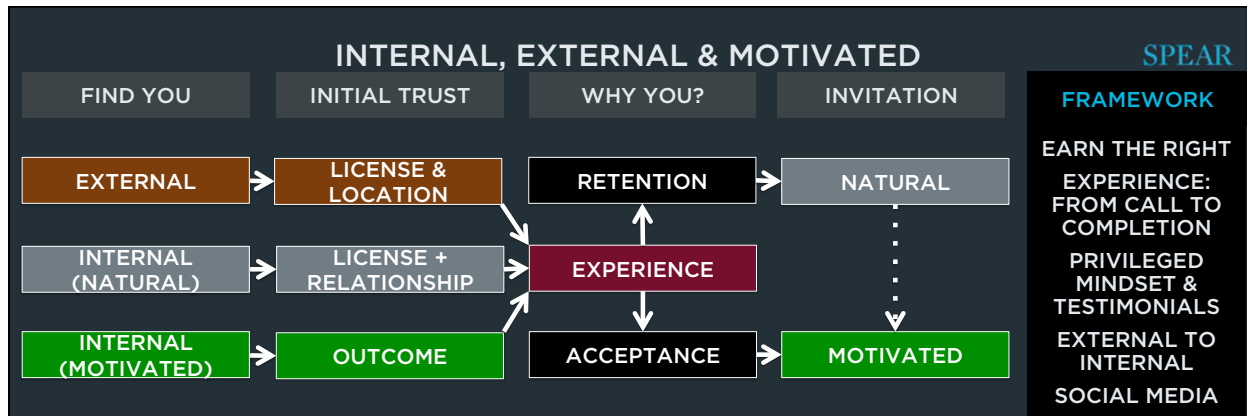 INTERNAL, EXTERNAL & MOTIVATED
SPEAR
FIND YOU
INITIAL TRUST
WHY YOU?
INVITATION
EXTERNAL
LICENSE &
LOCATION
RETENTION
NATURAL
INTERNAL
(NATURAL)
LICENSE +
RELATIONSHIP
EXPERIENCE
INTERNAL
(MOTIVATED)
OUTCOME
ACCEPTANCE
MOTIVATED
FRAMEWORK
EARN THE RIGHT
EXPERIENCE:
FROM CALL TO
COMPLETION
PRIVILEGED
MINDSET &
TESTIMONIALS
EXTERNAL TO
INTERNAL
SOCIAL MEDIA